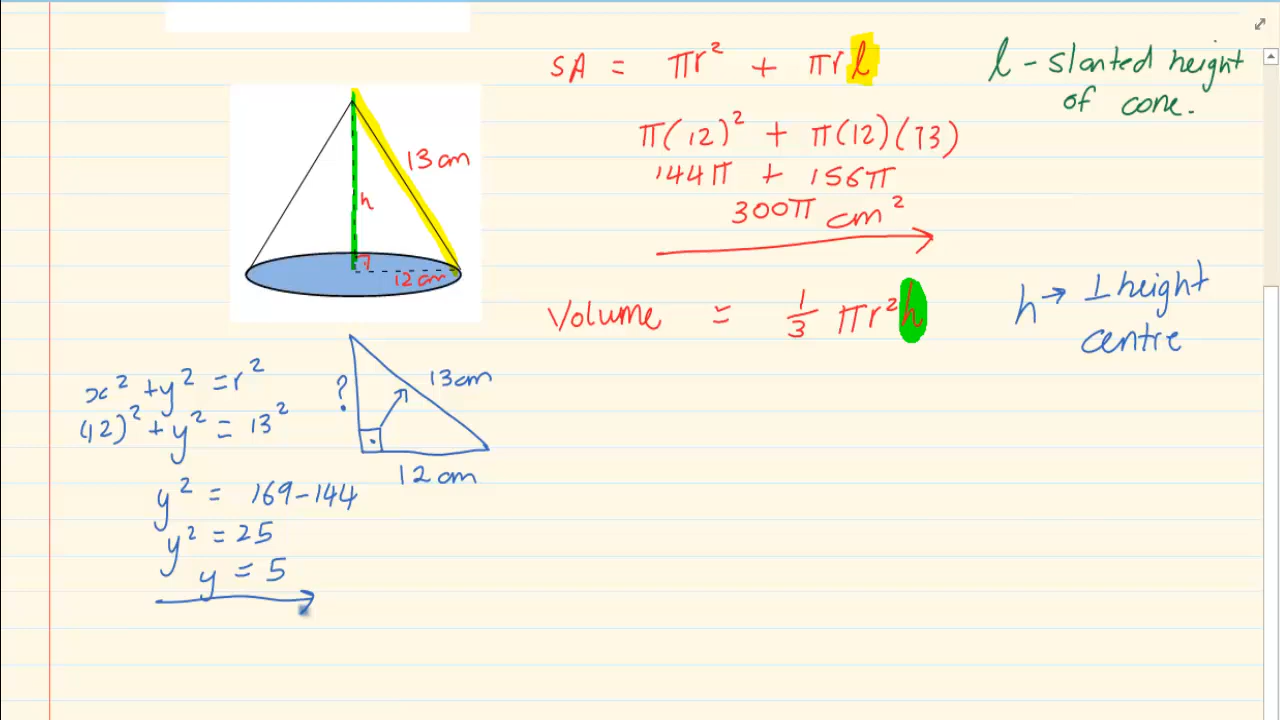 SA = πr² + πrl
l - slanted height
of cone.
π(12)² + π(12)(13)
144π + 156π
300π cm²
13 cm
h
12 cm
Volume = 1/3 πr²h
h → ⊥ height
centre
x² + y² = r²
(12)² + y² = 13²
y² = 169 - 144
y² = 25
y = 5
?
13 cm
12 cm